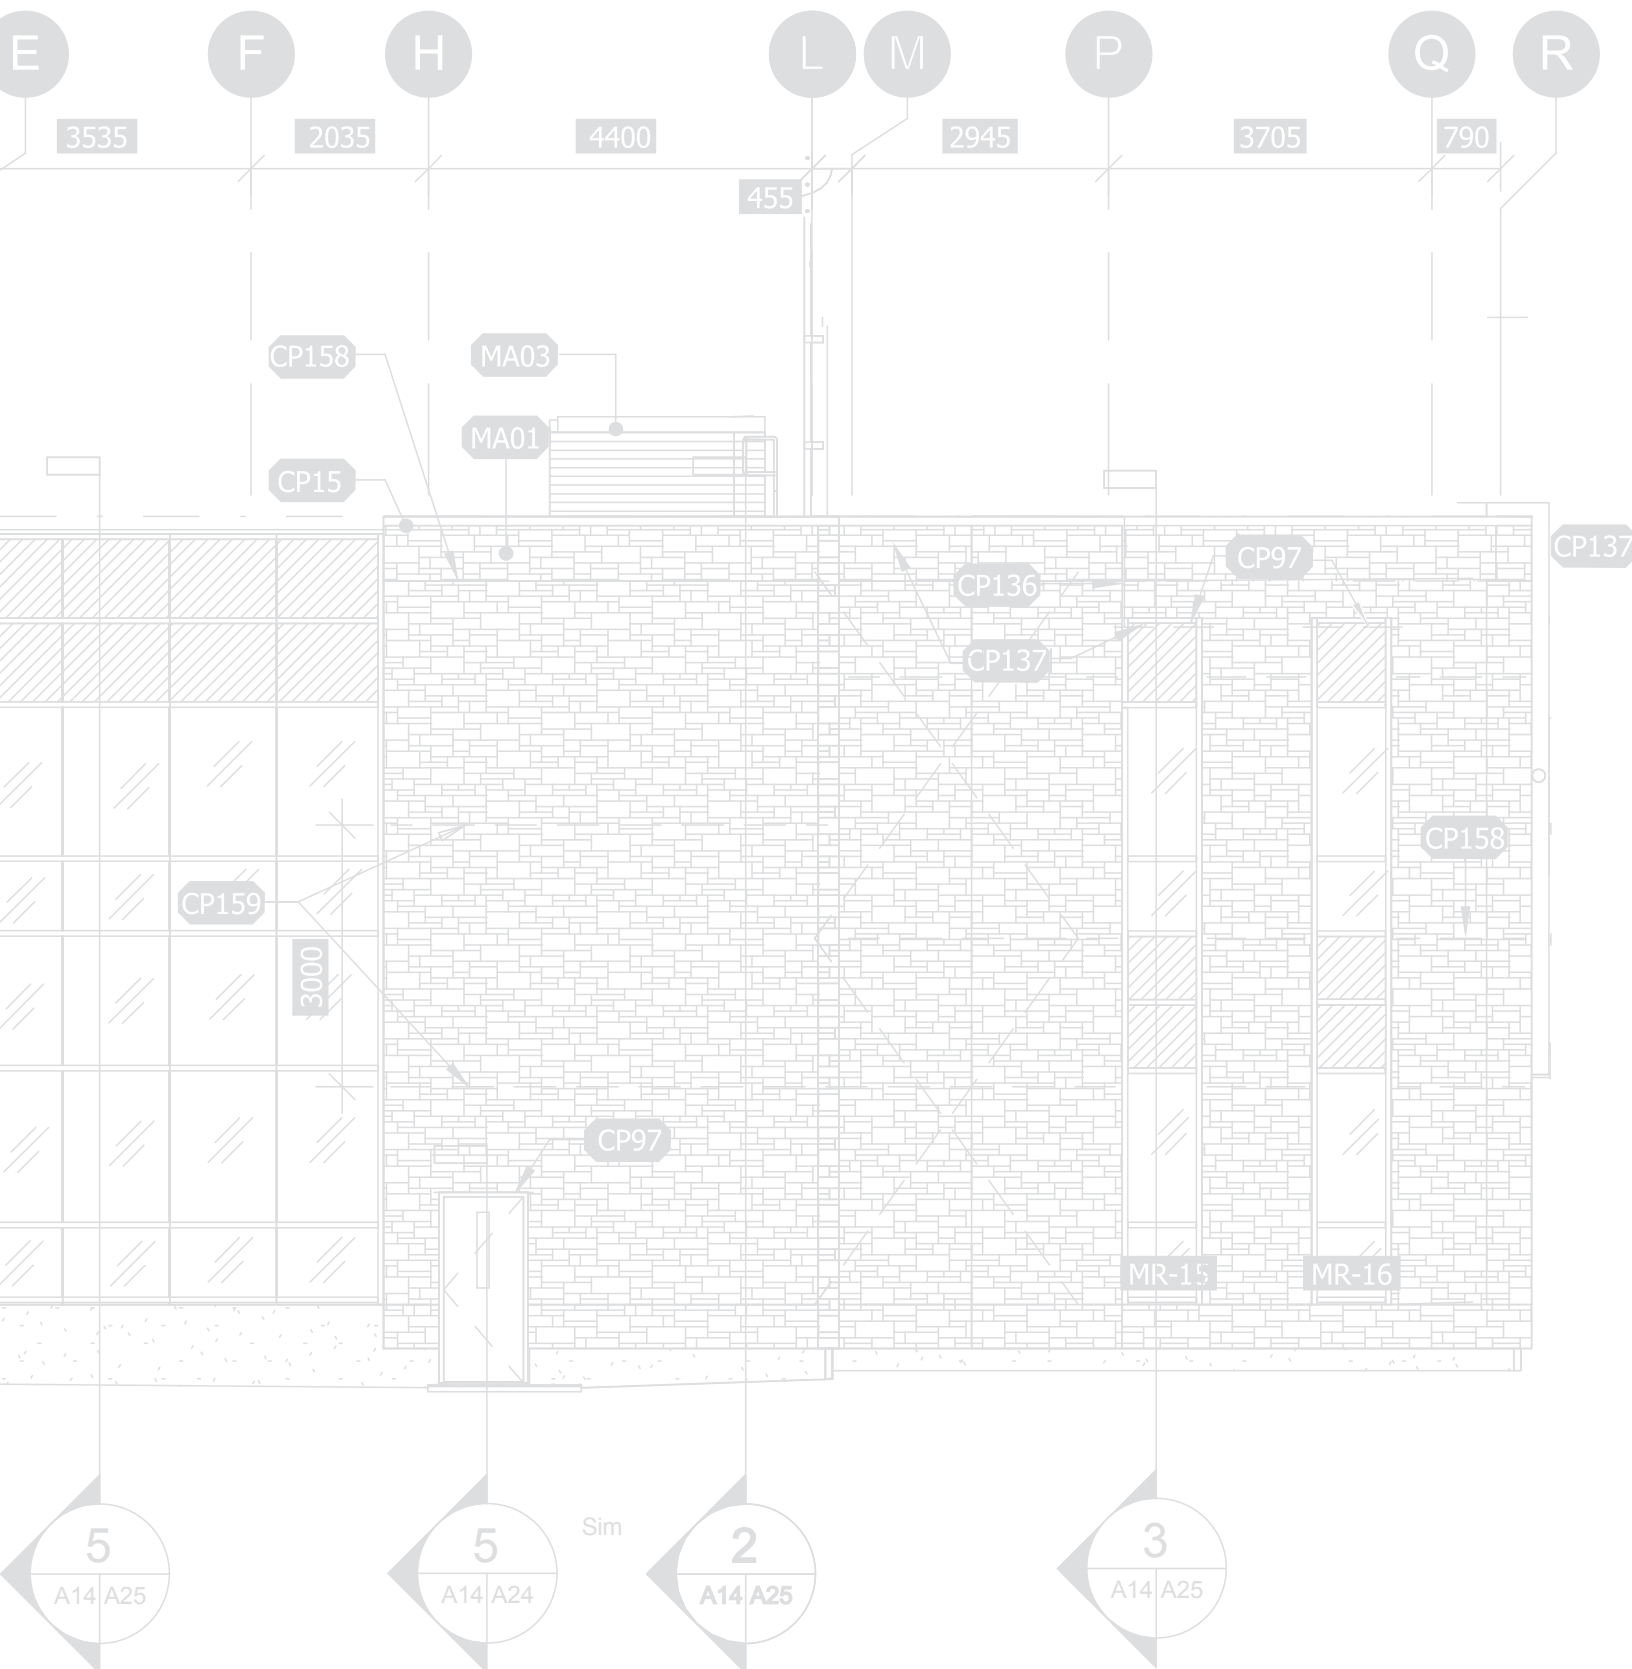 E F H L M P Q R
3535 2035 4400 2945 3705 790
455
CP158 MA03
MA01
CP15
CP137
CP97
CP136
CP137
CP158
CP159
3000
CP97
MR-15 MR-16
5 5 Sim 2 3
A14 A25 A14 A24 A14 A25 A14 A25